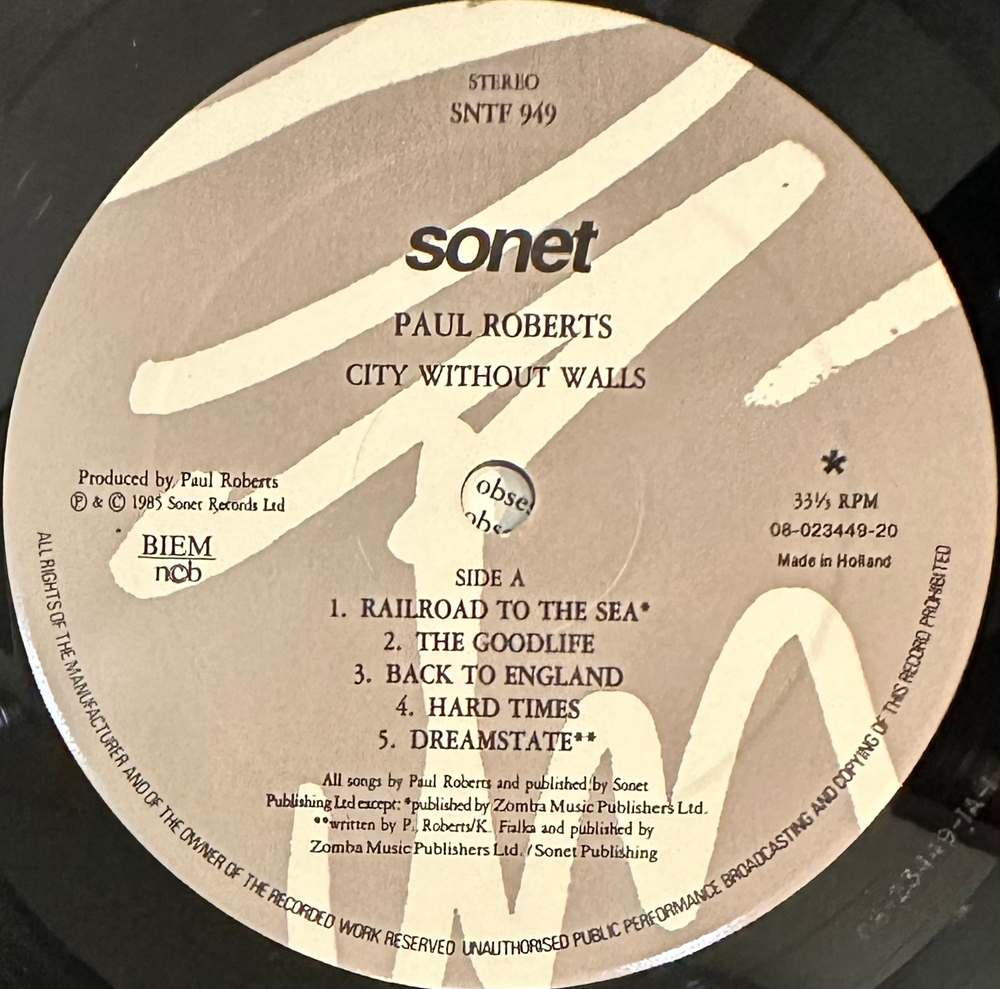 STEREO
SNTF 949
sonet
PAUL ROBERTS
CITY WITHOUT WALLS
Produced by Paul Roberts
Ⓟ & © 1985 Sonet Records Ltd
BIEM
ncb
*
33⅓ RPM
08-023449-20
Made in Holland
obse
obs
SIDE A
1. RAILROAD TO THE SEA*
2. THE GOODLIFE
3. BACK TO ENGLAND
4. HARD TIMES
5. DREAMSTATE**
All songs by Paul Roberts and published by Sonet
Publishing Ltd except: *published by Zomba Music Publishers Ltd.
**written by P. Roberts/K. Fialka and published by
Zomba Music Publishers Ltd. / Sonet Publishing
ALL RIGHTS OF THE MANUFACTURER AND OF THE OWNER OF THE RECORDED WORK RESERVED UNAUTHORISED PUBLIC PERFORMANCE BROADCASTING AND COPYING OF THIS RECORD PROHIBITED